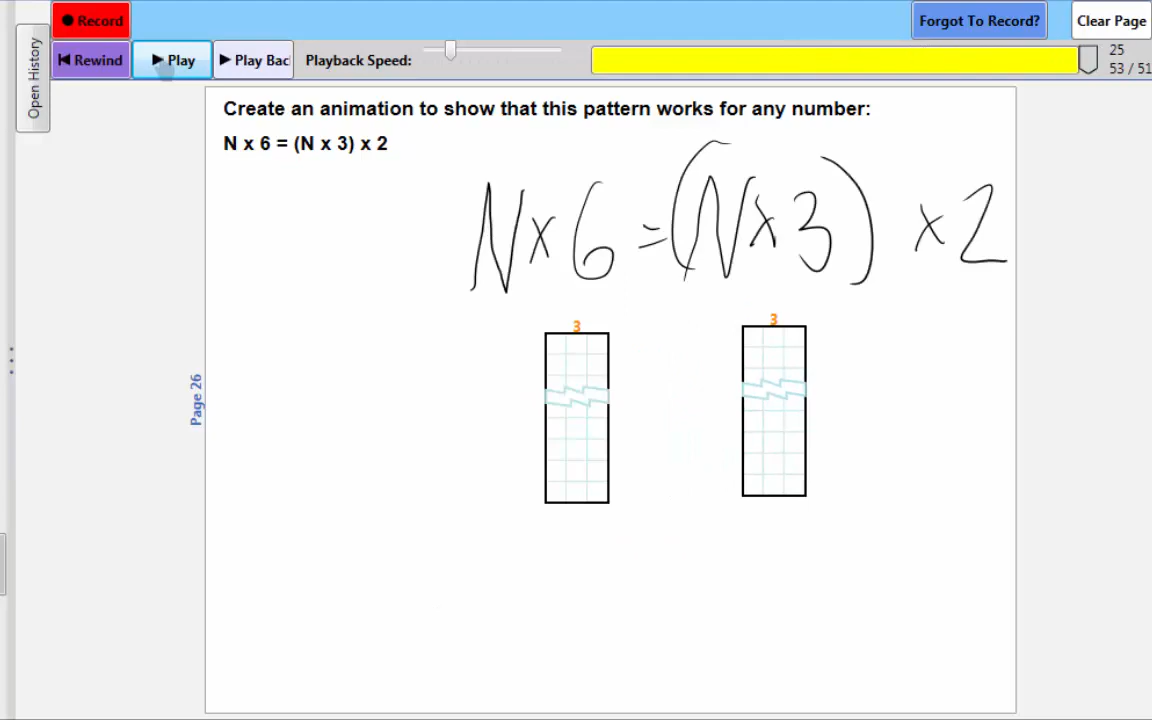 Record
Forgot To Record?
Clear Page
Open History
Rewind
Play
Play Bac
Playback Speed:
25
53 / 51
Create an animation to show that this pattern works for any number:
N x 6 = (N x 3) x 2
N x 6 = (N x 3) x 2
3
3
Page 26